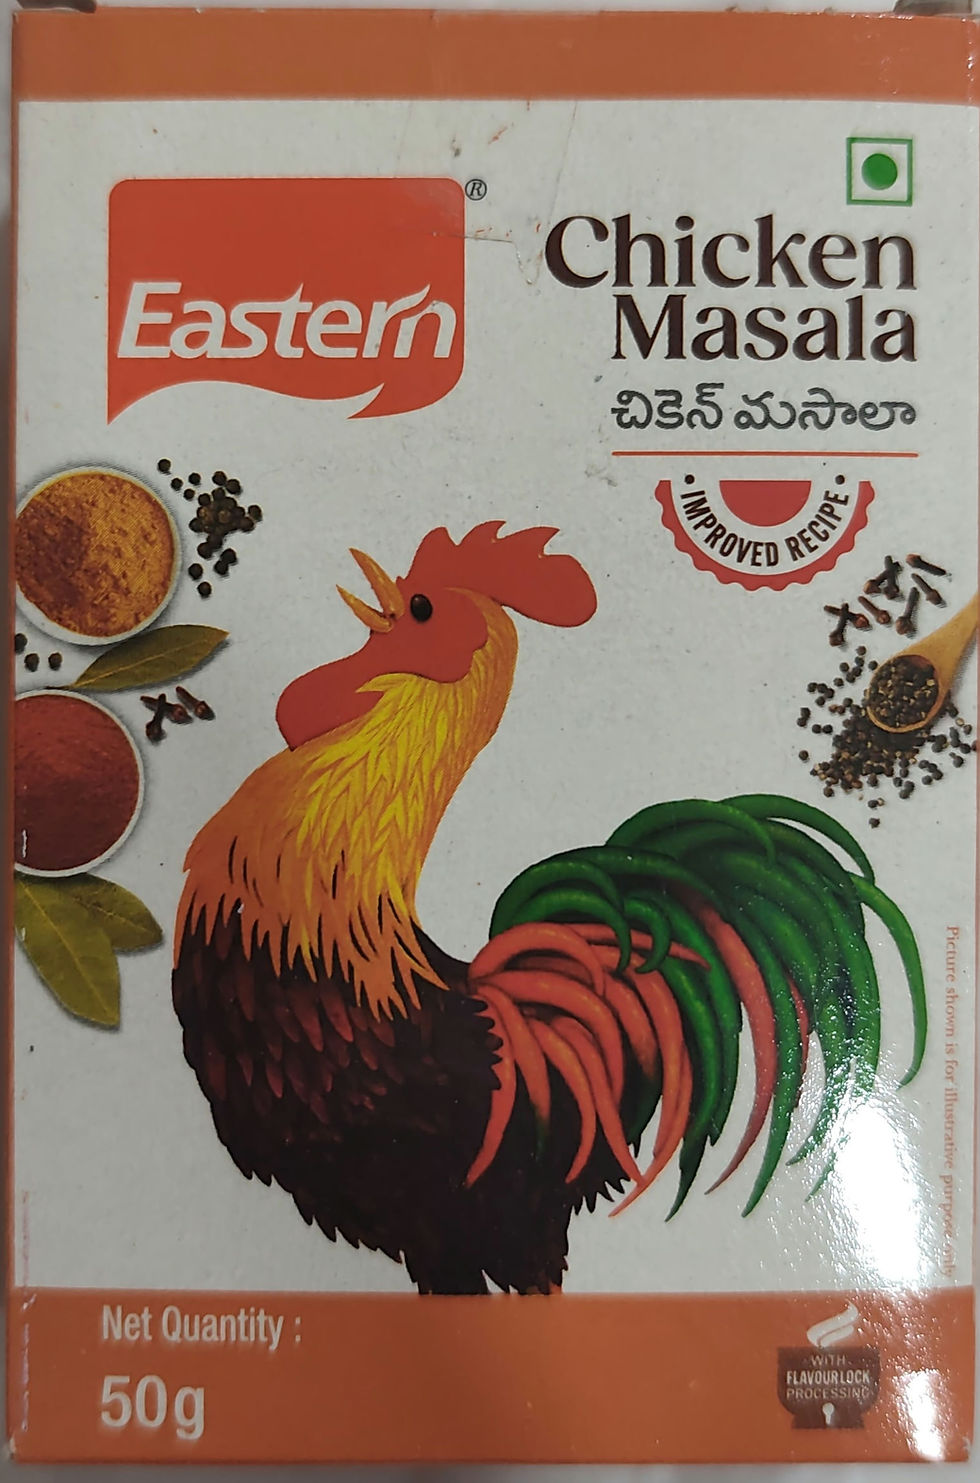 Eastern®
Chicken
Masala
చికెన్ మసాలా
• IMPROVED RECIPE •
Picture shown is for illustrative purpose only
Net Quantity :
50g
WITH
FLAVOURLOCK
PROCESSING